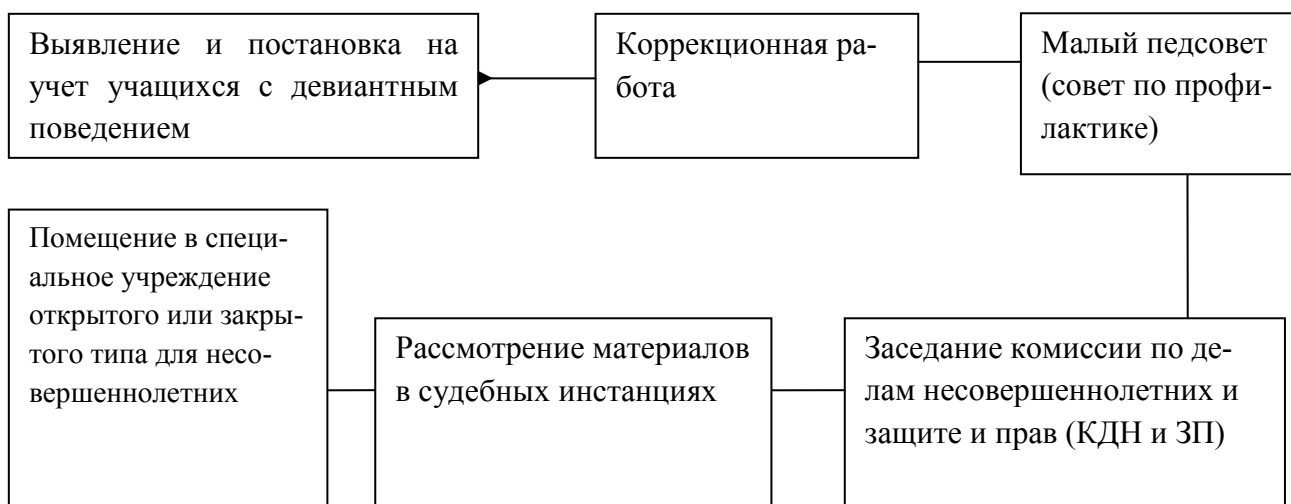 Выявление и постановка на
учет учащихся с девиантным
поведением
Коррекционная ра-
бота
Малый педсовет
(совет по профи-
лактике)
Помещение в специ-
альное учреждение
открытого или закры-
того типа для несо-
вершеннолетних
Рассмотрение материалов
в судебных инстанциях
Заседание комиссии по де-
лам несовершеннолетних и
защите и прав (КДН и ЗП)